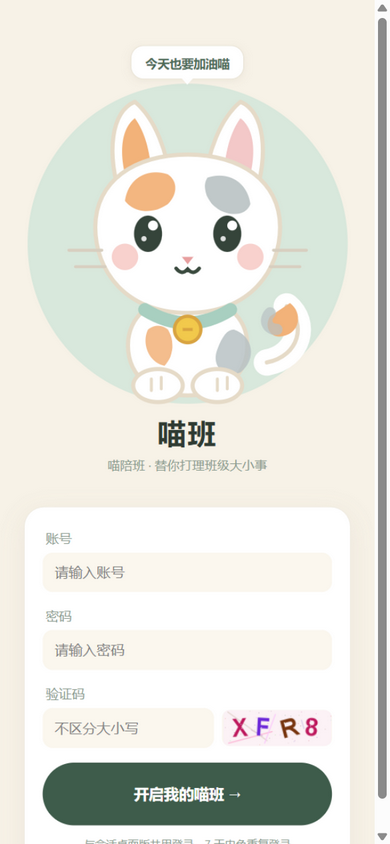 今天也要加油喵
喵班
喵陪班 · 替你打理班级大小事
账号
请输入账号
密码
请输入密码
验证码
不区分大小写
XFR8
开启我的喵班 →